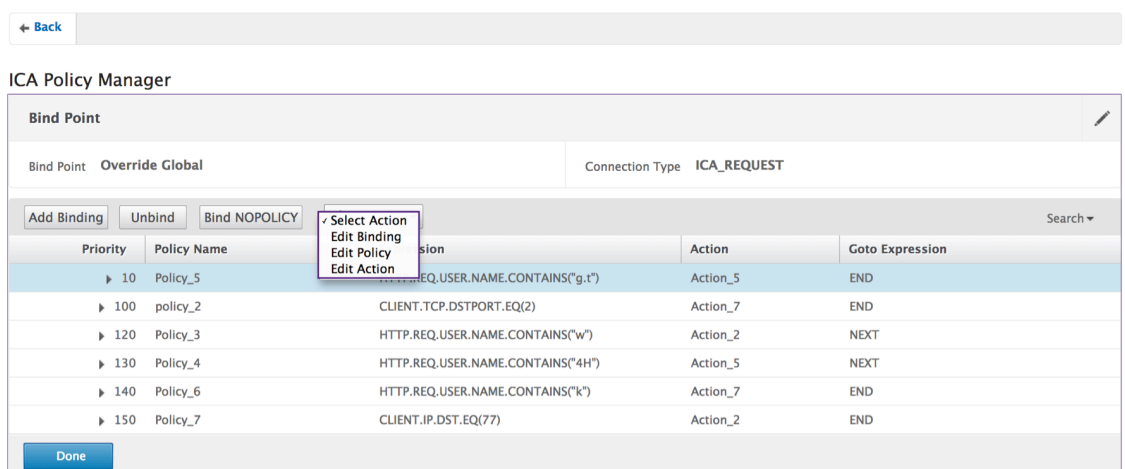 Back
ICA Policy Manager
Bind Point
Bind Point Override Global Connection Type ICA_REQUEST
Add Binding Unbind Bind NOPOLICY Search
✓ Select Action
Edit Binding
Edit Policy
Edit Action
Priority Policy Name sion Action Goto Expression
10 Policy_5 HTTP.REQ.USER.NAME.CONTAINS("g.t") Action_5 END
100 policy_2 CLIENT.TCP.DSTPORT.EQ(2) Action_7 END
120 Policy_3 HTTP.REQ.USER.NAME.CONTAINS("w") Action_2 NEXT
130 Policy_4 HTTP.REQ.USER.NAME.CONTAINS("4H") Action_5 NEXT
140 Policy_6 HTTP.REQ.USER.NAME.CONTAINS("k") Action_7 END
150 Policy_7 CLIENT.IP.DST.EQ(77) Action_2 END
Done